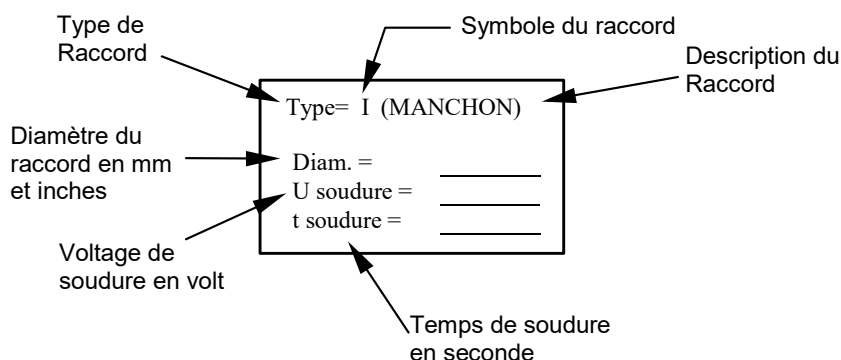 Type de
Raccord
Symbole du raccord
Description du
Raccord
Type= I (MANCHON)
Diamètre du
raccord en mm
et inches
Diam. =
U soudure =
t soudure =
Voltage de
soudure en volt
Temps de soudure
en seconde